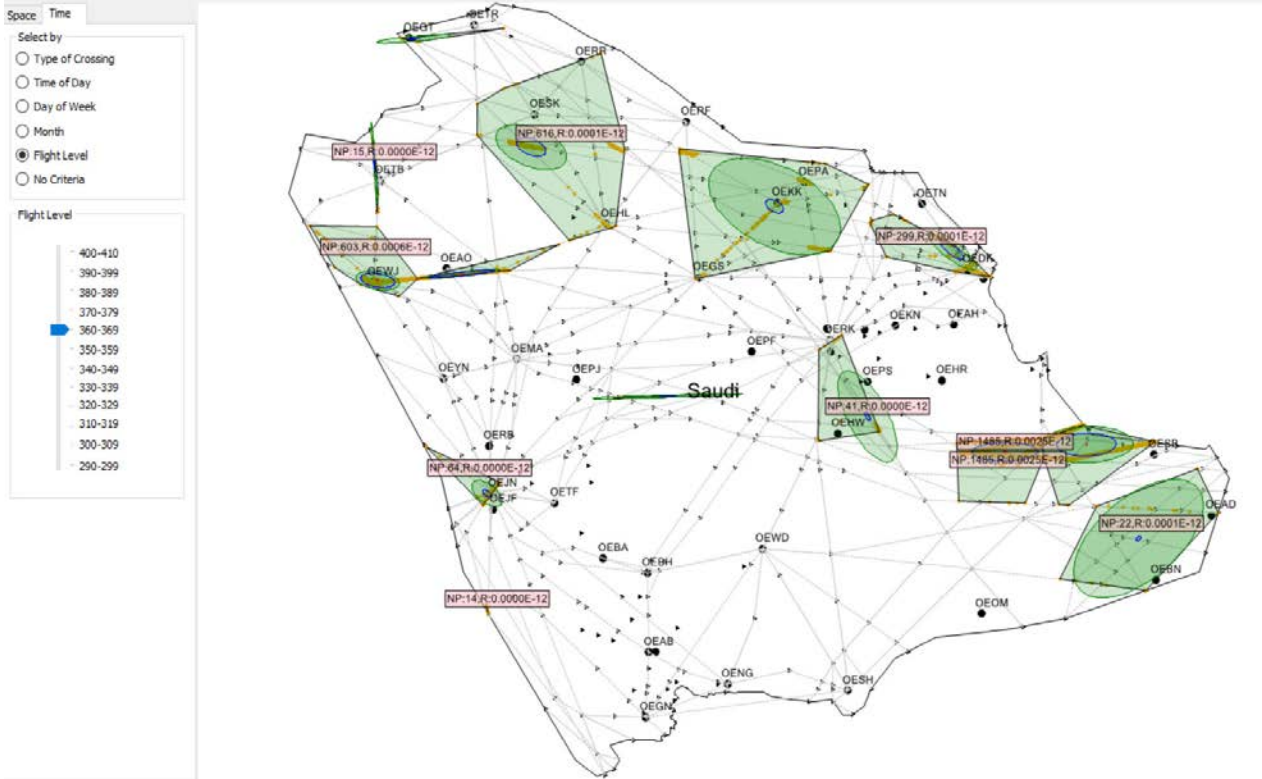 Space Time
Select by
Type of Crossing
Time of Day
Day of Week
Month
Flight Level
No Criteria
Flight Level
400-410
390-399
380-389
370-379
360-369
350-359
340-349
330-339
320-329
310-319
300-309
290-299
OETR
OEGT
OEBR
OESK
OERF
NP:616,R:0.0001E-12
NP:15,R:0.0000E-12
OETB
OEPA
OEKK
OETN
OEHL
NP:299,R:0.0001E-12
NP:603,R:0.0006E-12
OEAO
OEWJ
OEGS
OEDK
OERK
OEKN
OEAH
OEMA
OEPF
OEYN
OEPJ
OEPS
OEHR
Saudi
NP:41,R:0.0000E-12
OEHW
OERB
NP:1485,R:0.0025E-12
OESB
NP:1485,R:0.0025E-12
NP:64,R:0.0000E-12
OEJN
OEJF
OETF
OEAD
NP:22,R:0.0001E-12
OEWD
OEBA
OEBH
OESN
NP:14,R:0.0000E-12
OEOM
OEAB
OENG
OESH
OEGN